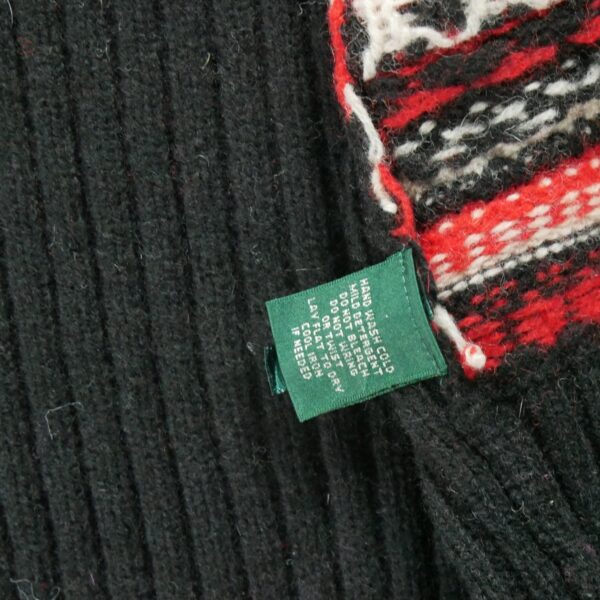 HAND WASH COLD
MILD DETERGENT
DO NOT BLEACH
DO NOT WRING
OR TWIST
LAY FLAT TO DRY
COOL IRON
IF NEEDED